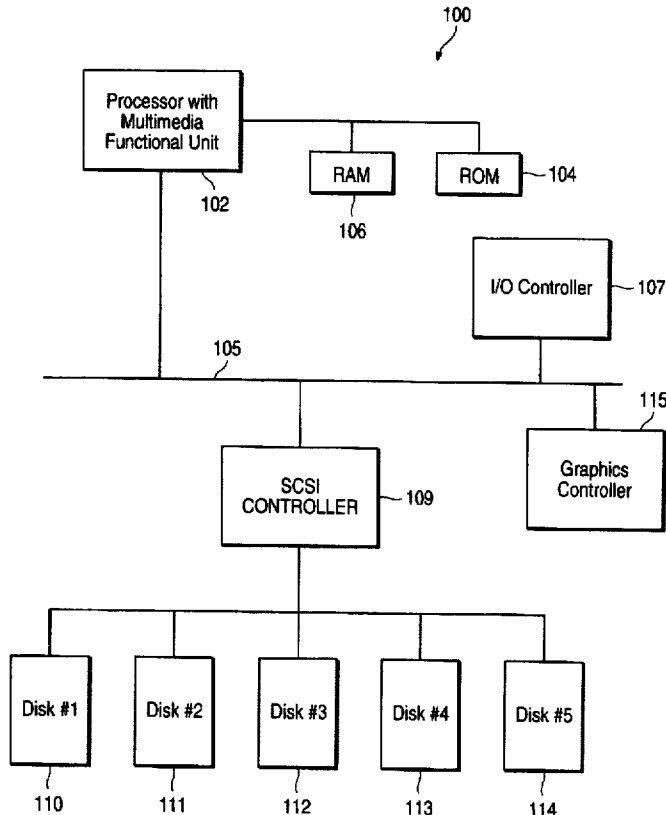 100
Processor with
Multimedia
Functional Unit
102
RAM
106
ROM
104
I/O Controller
107
105
115
SCSI
CONTROLLER
109
Graphics
Controller
Disk #1
Disk #2
Disk #3
Disk #4
Disk #5
110
111
112
113
114